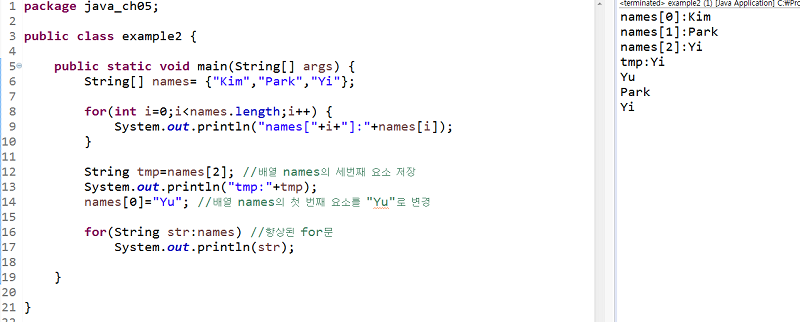 1 package java_ch05;
2
3 public class example2 {
4
5 public static void main(String[] args) {
6 String[] names= {"Kim","Park","Yi"};
7
8 for(int i=0;i<names.length;i++) {
9 System.out.println("names["+i+"]:"+names[i]);
10 }
11
12 String tmp=names[2]; //배열 names의 세번째 요소 저장
13 System.out.println("tmp:"+tmp);
14 names[0]="Yu"; //배열 names의 첫 번째 요소를 "Yu"로 변경
15
16 for(String str:names) //향상된 for문
17 System.out.println(str);
18
19 }
20
21 }
<terminated> example2 (1) [Java Application] C:₩Pro
names[0]:Kim
names[1]:Park
names[2]:Yi
tmp:Yi
Yu
Park
Yi